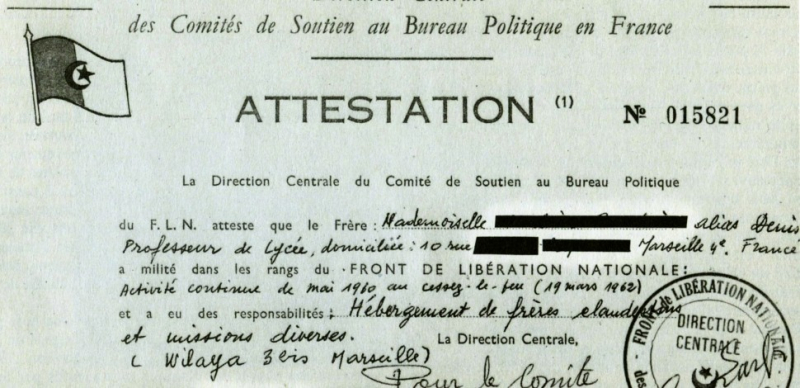 Direction Centrale
des Comités de Soutien au Bureau Politique en France
ATTESTATION (1) № 015821
La Direction Centrale du Comité de Soutien au Bureau Politique
du F. L. N. atteste que le Frère : Mademoiselle alias Denis
Professeur de Lycée, domiciliée : 10 rue Marseille 4e. France
a milité dans les rangs du FRONT DE LIBÉRATION NATIONALE :
Activité continue de mai 1960 au cessez-le-feu (19 mars 1962)
et a eu des responsabilités : Hébergement de frères clandestins
et missions diverses. La Direction Centrale,
( Wilaya 3 bis Marseille)
Pour le Comité
FRONT de LIBÉRATION NATIONALE
DIRECTION
CENTRALE
des